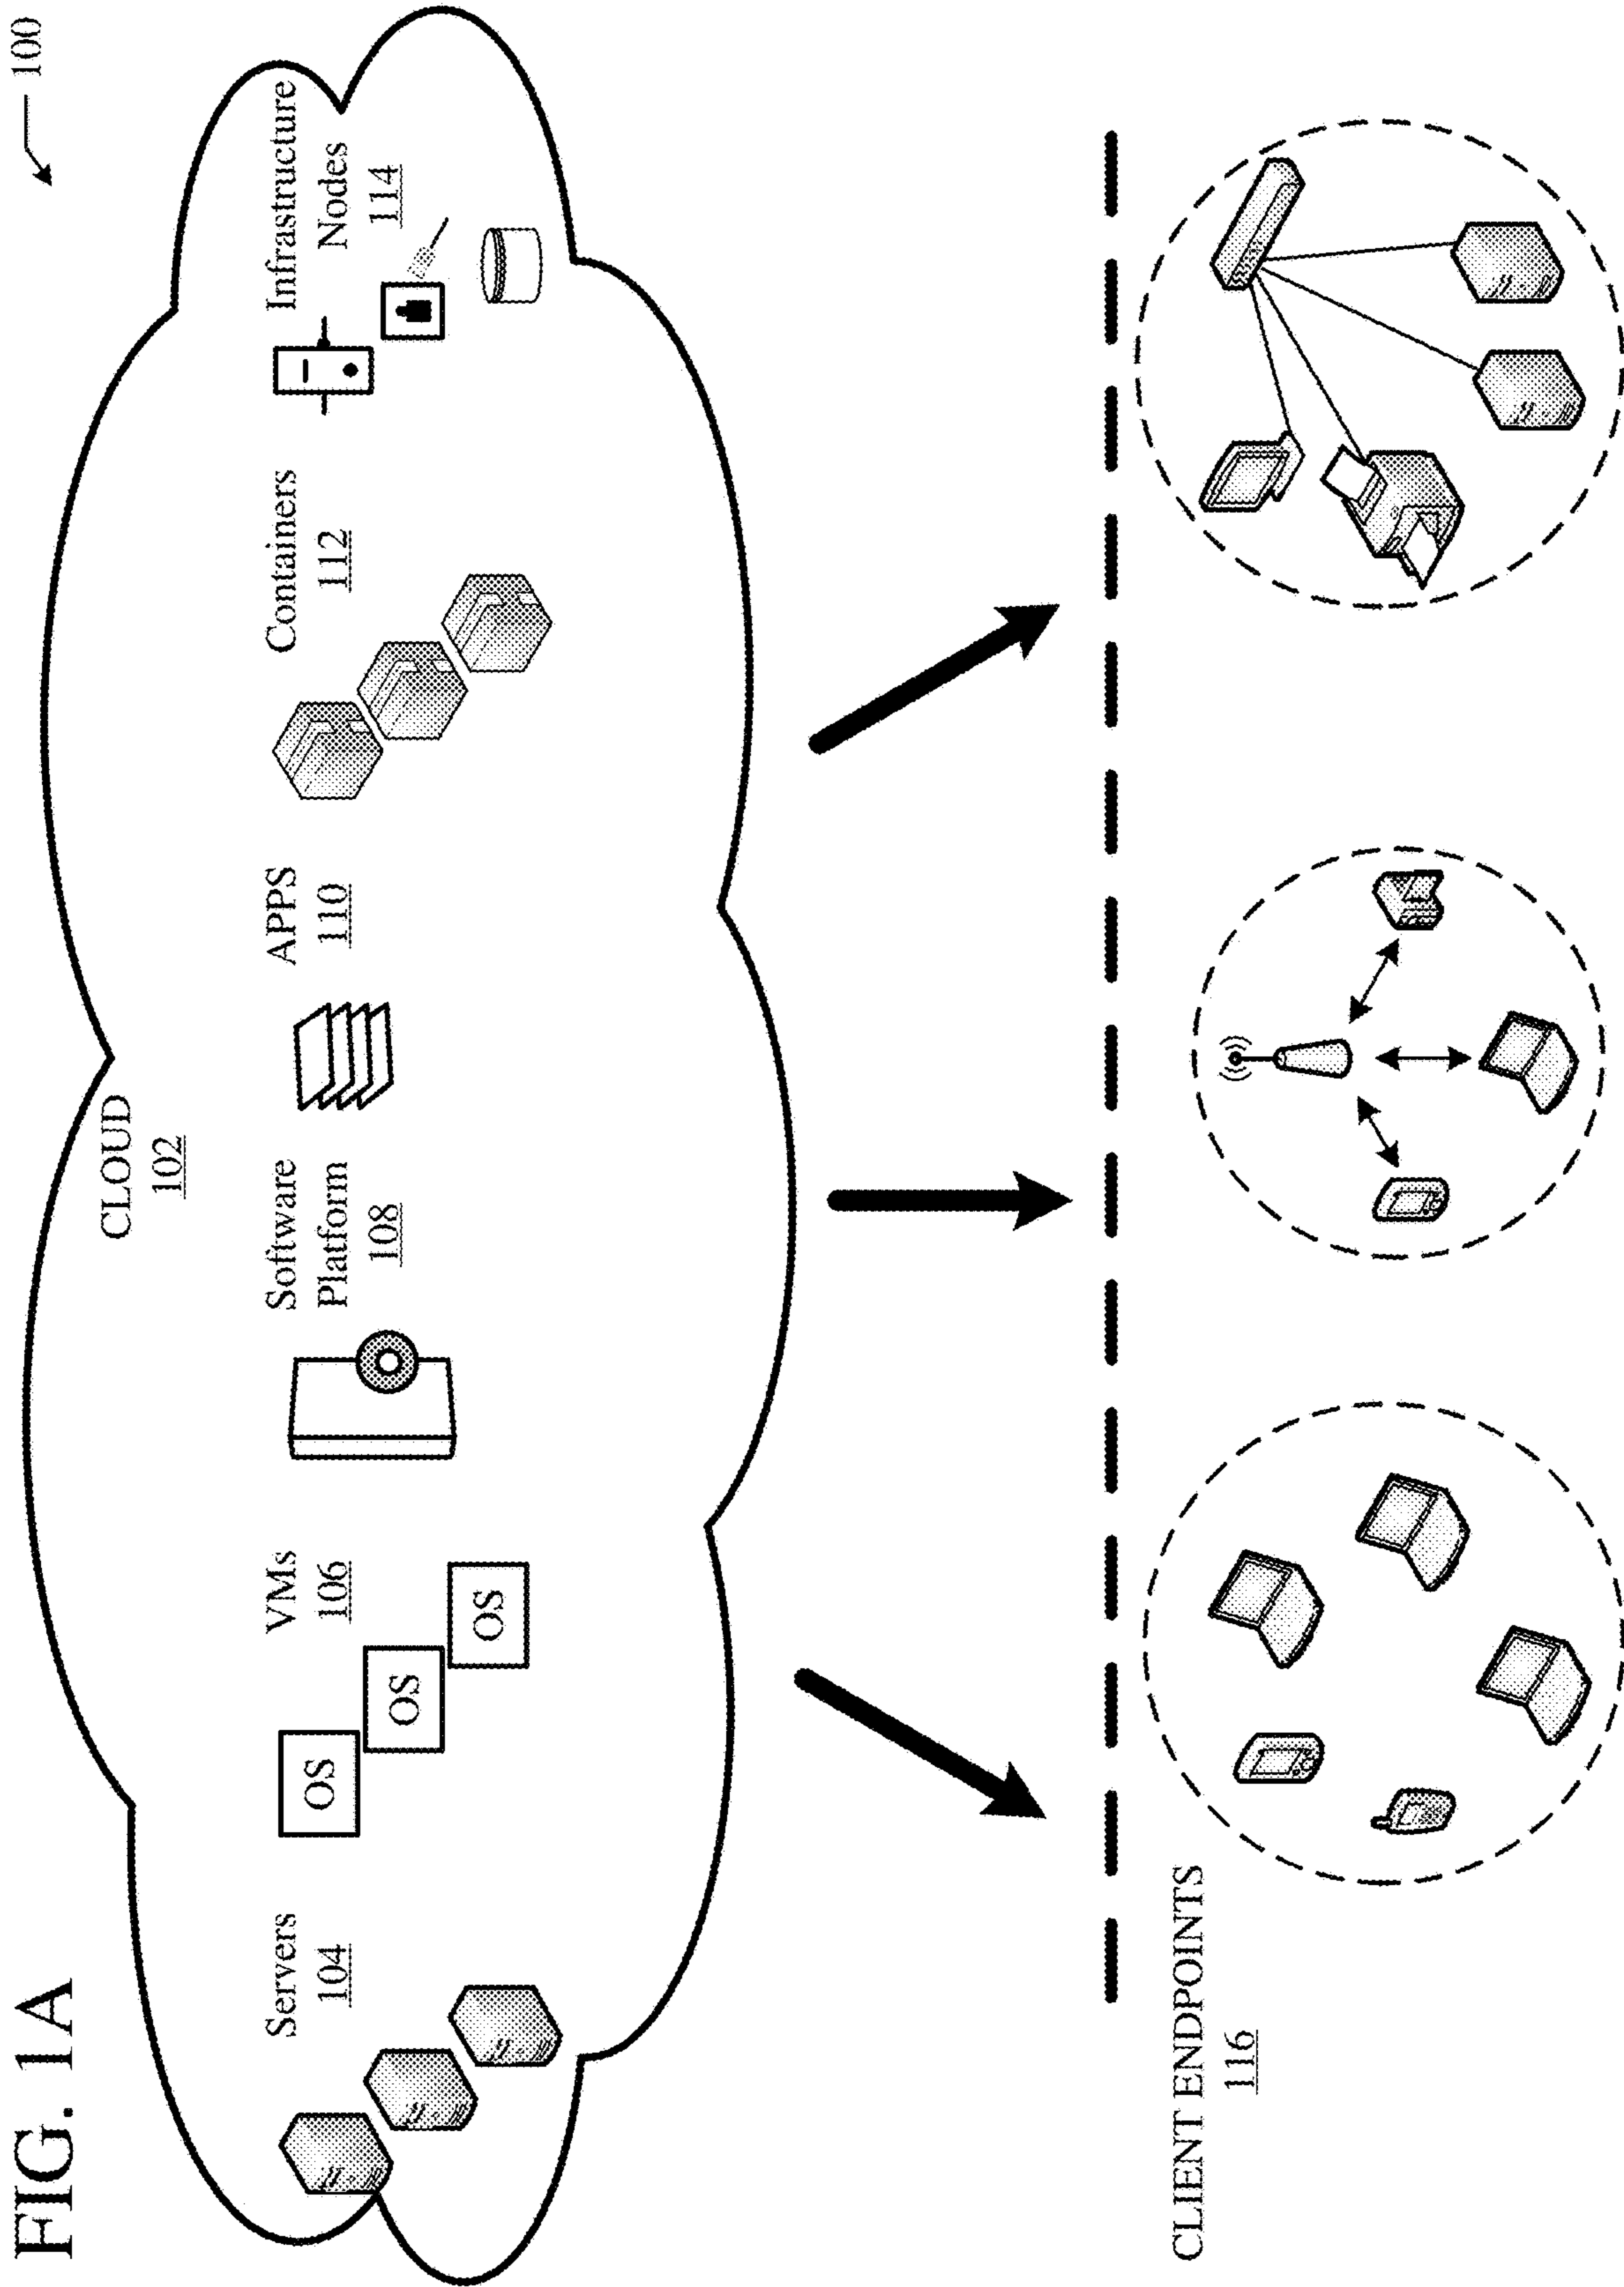 FIG. 1A
100
CLOUD
102
Servers
104
VMs
106
Software
Platform
108
APPS
110
Containers
112
Infrastructure
Nodes
114
OS
OS
OS
CLIENT ENDPOINTS
116